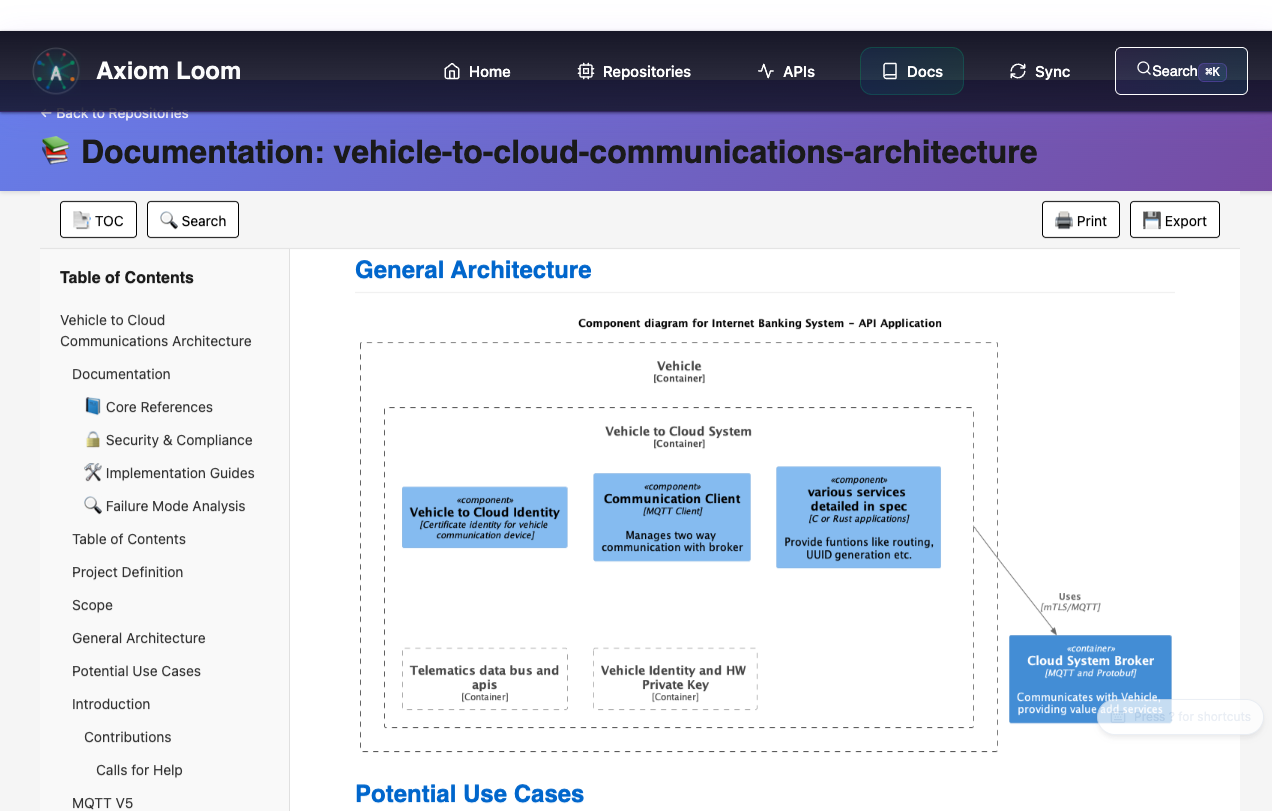 Axiom Loom
Home
Repositories
APIs
Docs
Sync
Search ⌘K
← Back to Repositories
📚 Documentation: vehicle-to-cloud-communications-architecture
📑 TOC
🔍 Search
🖨️ Print
💾 Export
Table of Contents
Vehicle to Cloud
Communications Architecture
Documentation
📘 Core References
🔒 Security & Compliance
🛠️ Implementation Guides
🔍 Failure Mode Analysis
Table of Contents
Project Definition
Scope
General Architecture
Potential Use Cases
Introduction
Contributions
Calls for Help
MQTT V5
General Architecture
Component diagram for Internet Banking System – API Application
Vehicle
[Container]
Vehicle to Cloud System
[Container]
«component»
Vehicle to Cloud Identity
[Certificate identity for vehicle
communication device]
«component»
Communication Client
[MQTT Client]
Manages two way
communication with broker
«component»
various services
detailed in spec
[C or Rust applications]
Provide funtions like routing,
UUID generation etc.
Telematics data bus and
apis
[Container]
Vehicle Identity and HW
Private Key
[Container]
Uses
[mTLS/MQTT]
«container»
Cloud System Broker
[MQTT and Protobuf]
Communicates with Vehicle,
providing value add services
Press ? for shortcuts
Potential Use Cases